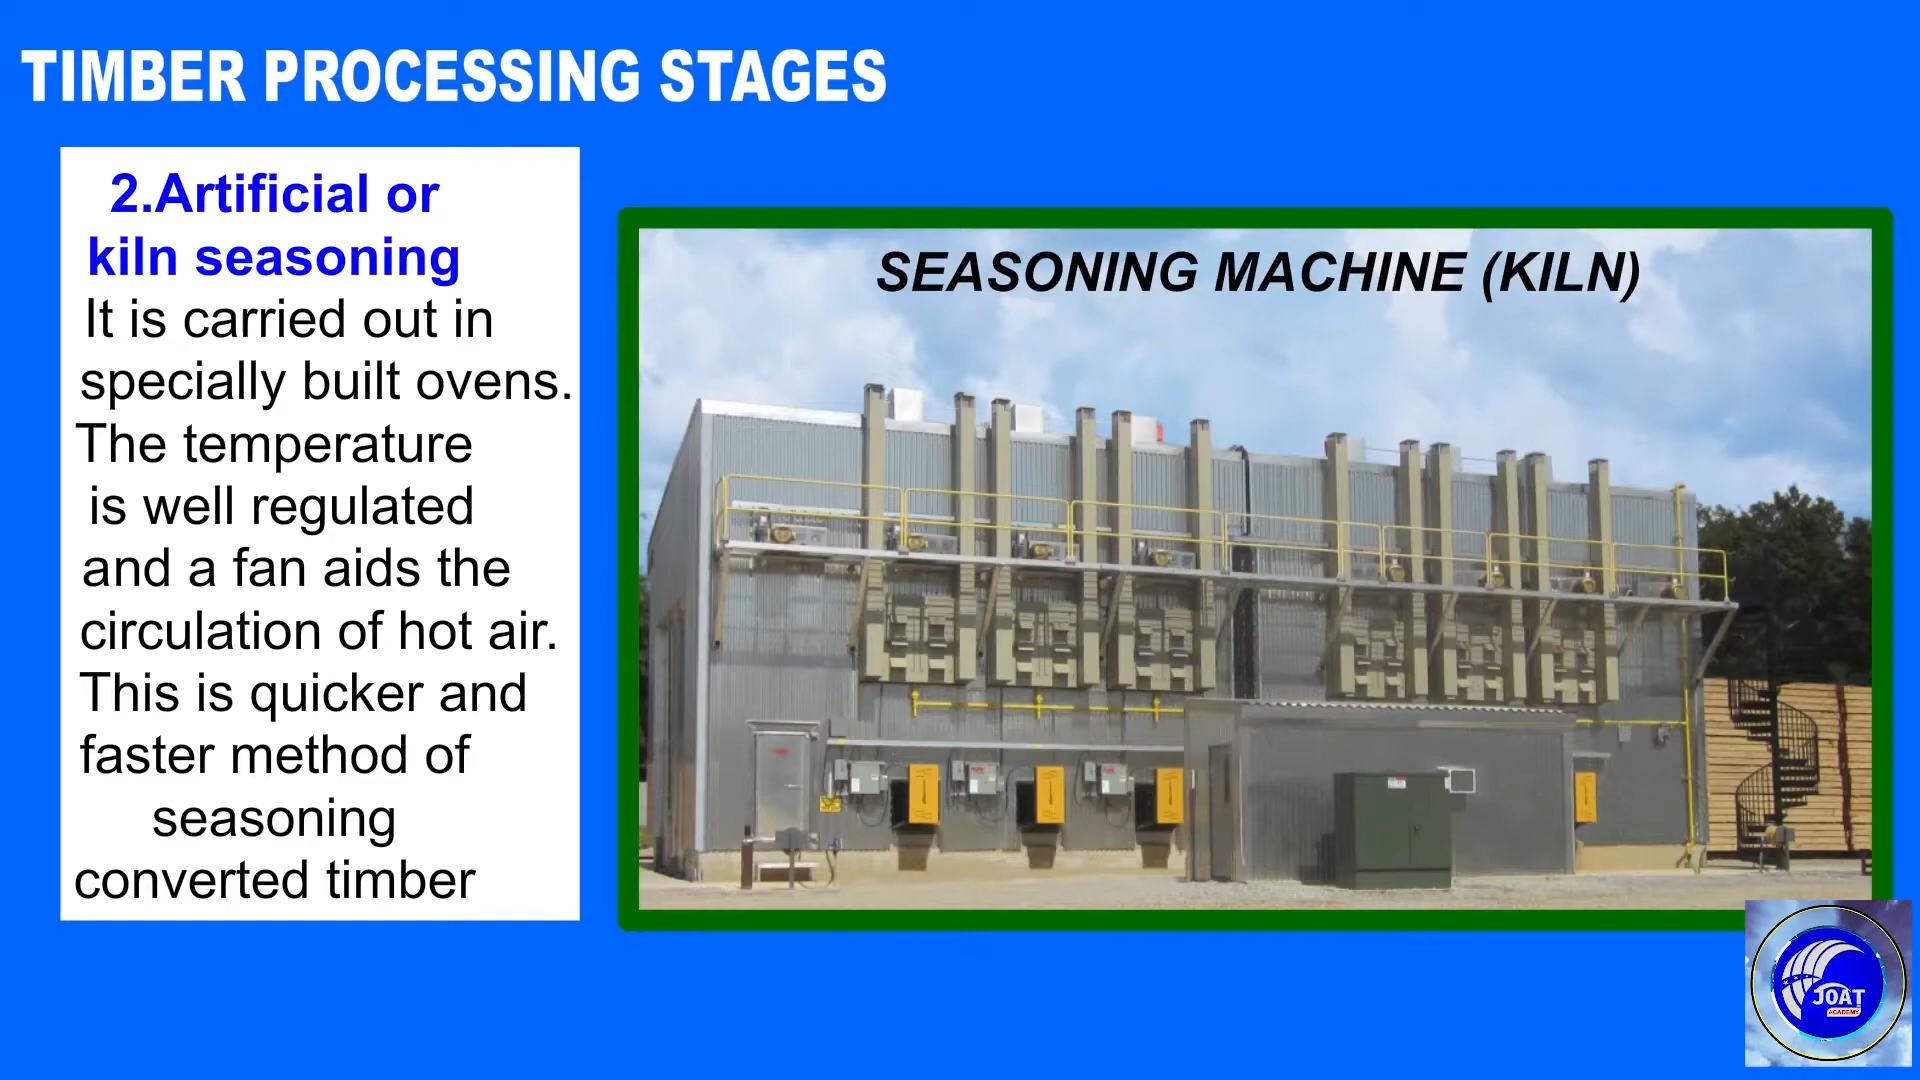 TIMBER PROCESSING STAGES
2.Artificial or
kiln seasoning
It is carried out in
specially built ovens.
The temperature
is well regulated
and a fan aids the
circulation of hot air.
This is quicker and
faster method of
seasoning
converted timber
SEASONING MACHINE (KILN)
JOAT
ACADEMY